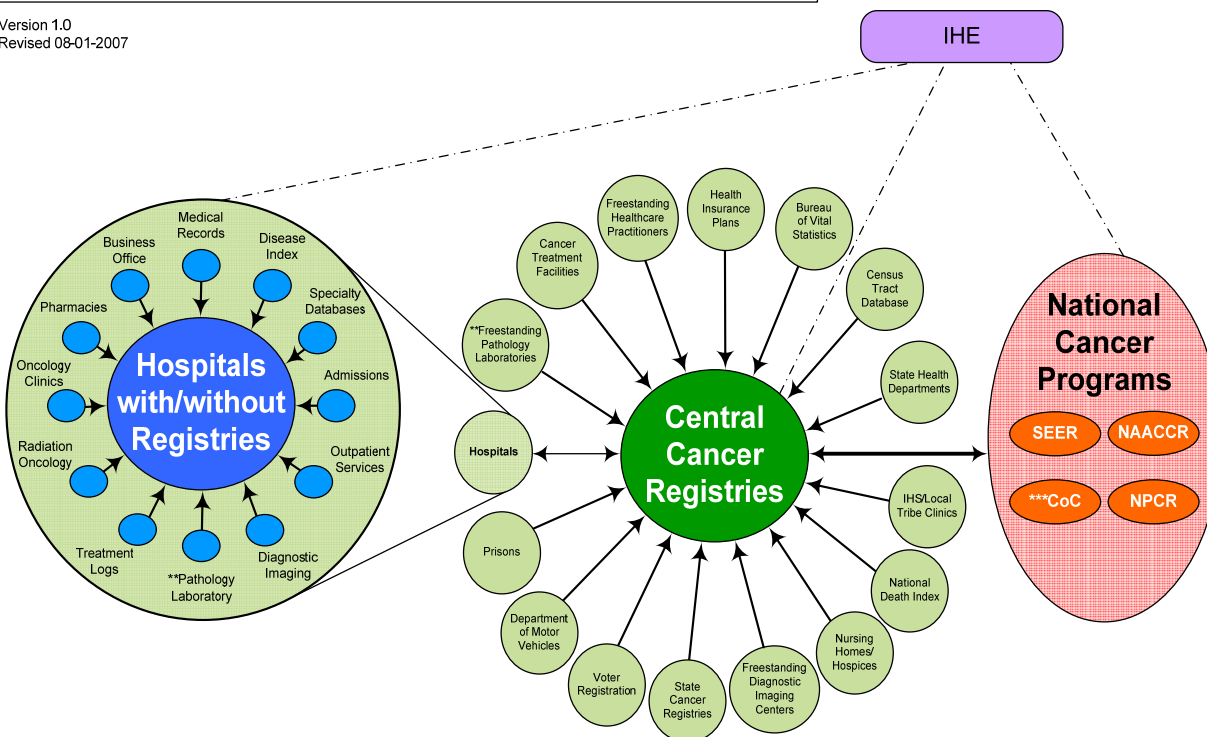 Version 1.0
Revised 08-01-2007
IHE
Medical
Records
Disease
Index
Specialty
Databases
Admissions
Outpatient
Services
Diagnostic
Imaging
**Pathology
Laboratory
Treatment
Logs
Radiation
Oncology
Oncology
Clinics
Pharmacies
Business
Office
Hospitals
with/without
Registries
Hospitals
**Freestanding
Pathology
Laboratories
Cancer
Treatment
Facilities
Freestanding
Healthcare
Practitioners
Health
Insurance
Plans
Bureau
of Vital
Statistics
Census
Tract
Database
State Health
Departments
IHS/Local
Tribe Clinics
National
Death Index
Nursing
Homes/
Hospices
Freestanding
Diagnostic
Imaging
Centers
State
Cancer
Registries
Voter
Registration
Department
of Motor
Vehicles
Prisons
Central
Cancer
Registries
National
Cancer
Programs
SEER
NAACCR
***CoC
NPCR